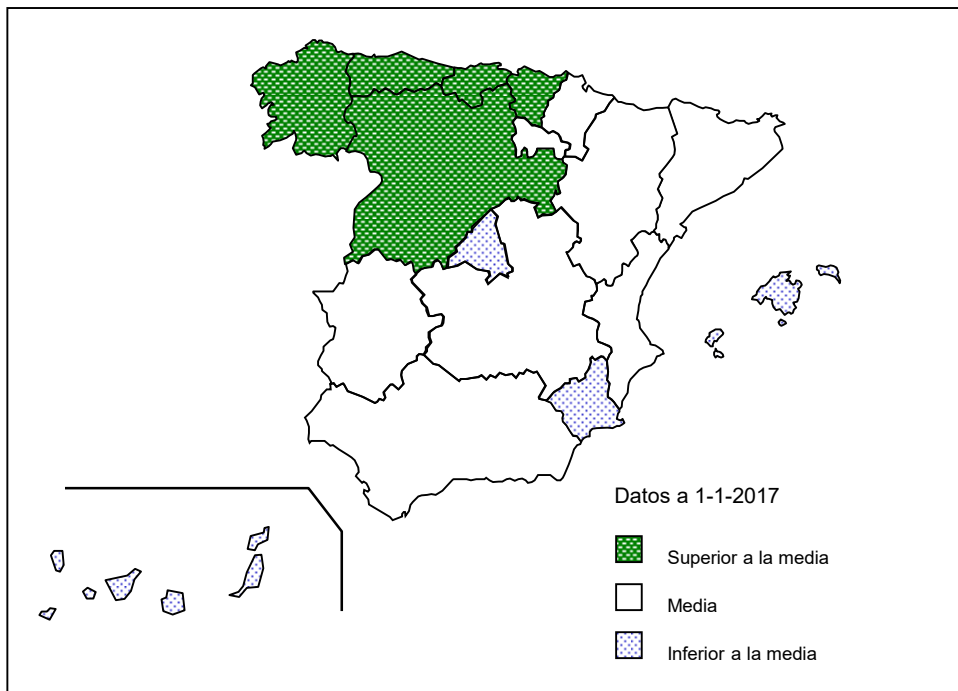 Datos a 1-1-2017
Superior a la media
Media
Inferior a la media